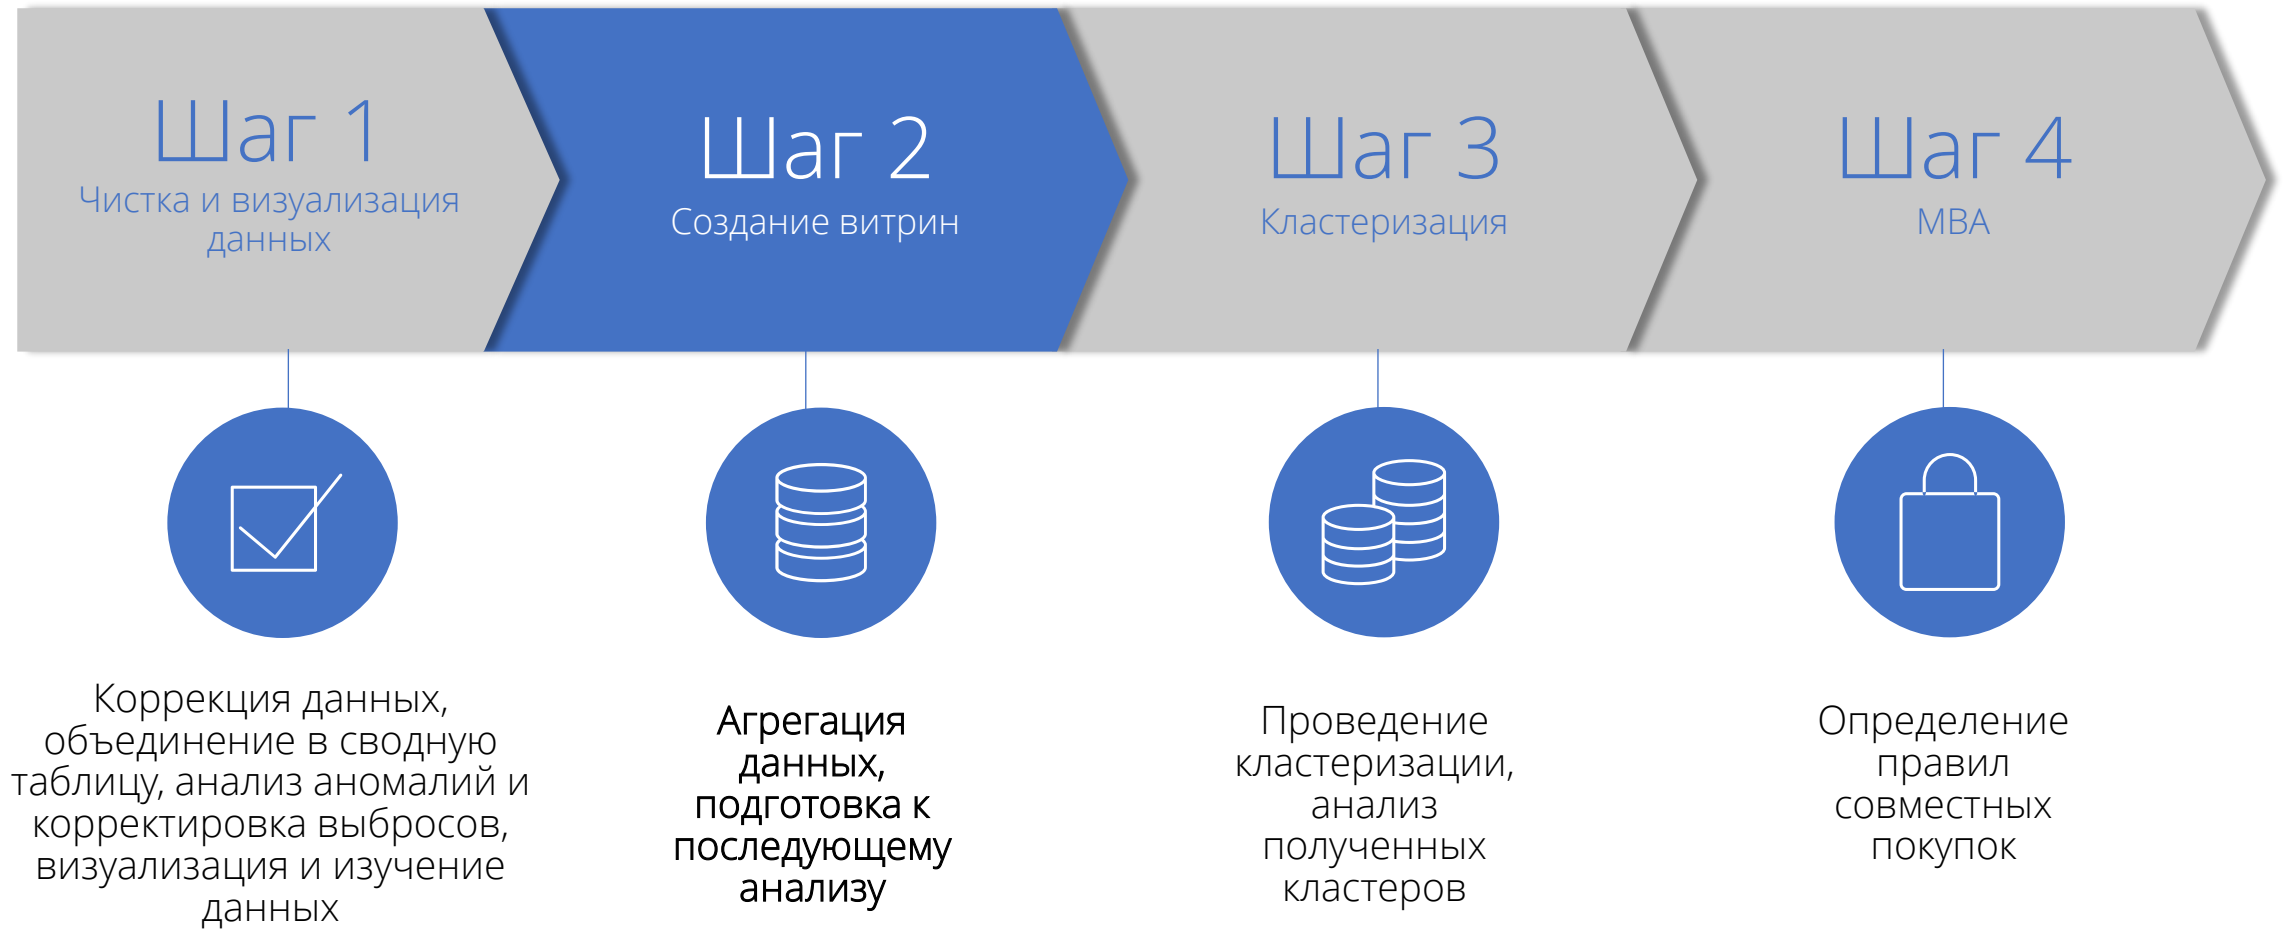 Шаг 1
Чистка и визуализация
данных
Шаг 2
Создание витрин
Шаг 3
Кластеризация
Шаг 4
МВА
Коррекция данных,
объединение в сводную
таблицу, анализ аномалий и
корректировка выбросов,
визуализация и изучение
данных
Агрегация
данных,
подготовка к
последующему
анализу
Проведение
кластеризации,
анализ
полученных
кластеров
Определение
правил
совместных
покупок